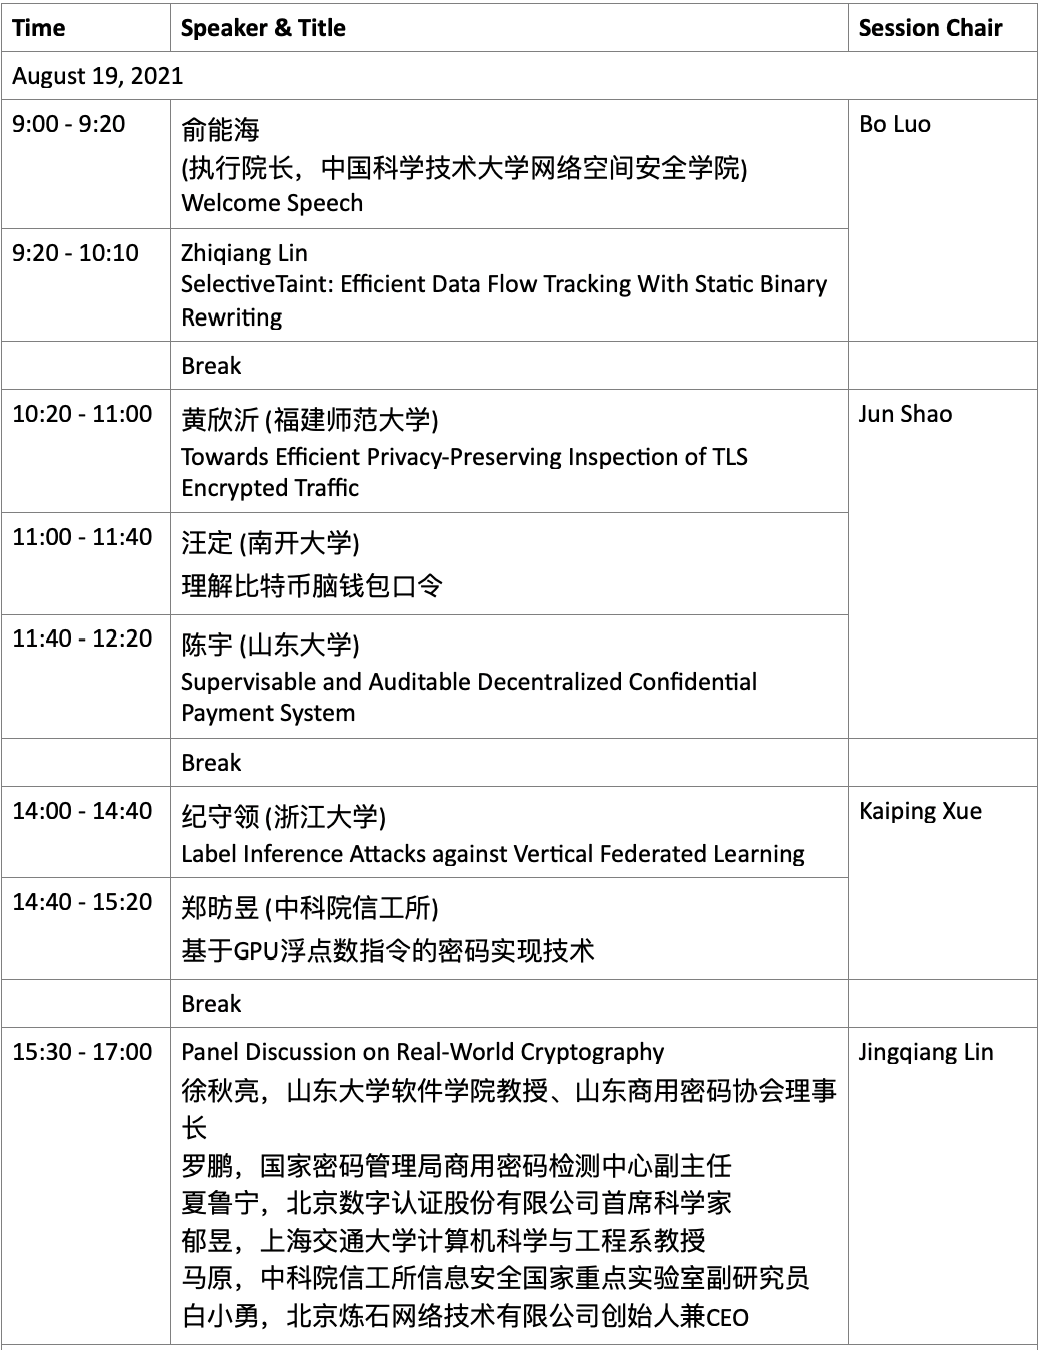 Time
Speaker & Title
Session Chair
August 19, 2021
9:00 - 9:20
俞能海
(执行院长，中国科学技术大学网络空间安全学院)
Welcome Speech
Bo Luo
9:20 - 10:10
Zhiqiang Lin
SelectiveTaint: Efficient Data Flow Tracking With Static Binary
Rewriting
Break
10:20 - 11:00
黄欣沂 (福建师范大学)
Towards Efficient Privacy-Preserving Inspection of TLS
Encrypted Traffic
Jun Shao
11:00 - 11:40
汪定 (南开大学)
理解比特币脑钱包口令
11:40 - 12:20
陈宇 (山东大学)
Supervisable and Auditable Decentralized Confidential
Payment System
Break
14:00 - 14:40
纪守领 (浙江大学)
Label Inference Attacks against Vertical Federated Learning
Kaiping Xue
14:40 - 15:20
郑昉昱 (中科院信工所)
基于GPU浮点数指令的密码实现技术
Break
15:30 - 17:00
Panel Discussion on Real-World Cryptography
徐秋亮，山东大学软件学院教授、山东商用密码协会理事
长
罗鹏，国家密码管理局商用密码检测中心副主任
夏鲁宁，北京数字认证股份有限公司首席科学家
郁昱，上海交通大学计算机科学与工程系教授
马原，中科院信工所信息安全国家重点实验室副研究员
白小勇，北京炼石网络技术有限公司创始人兼CEO
Jingqiang Lin